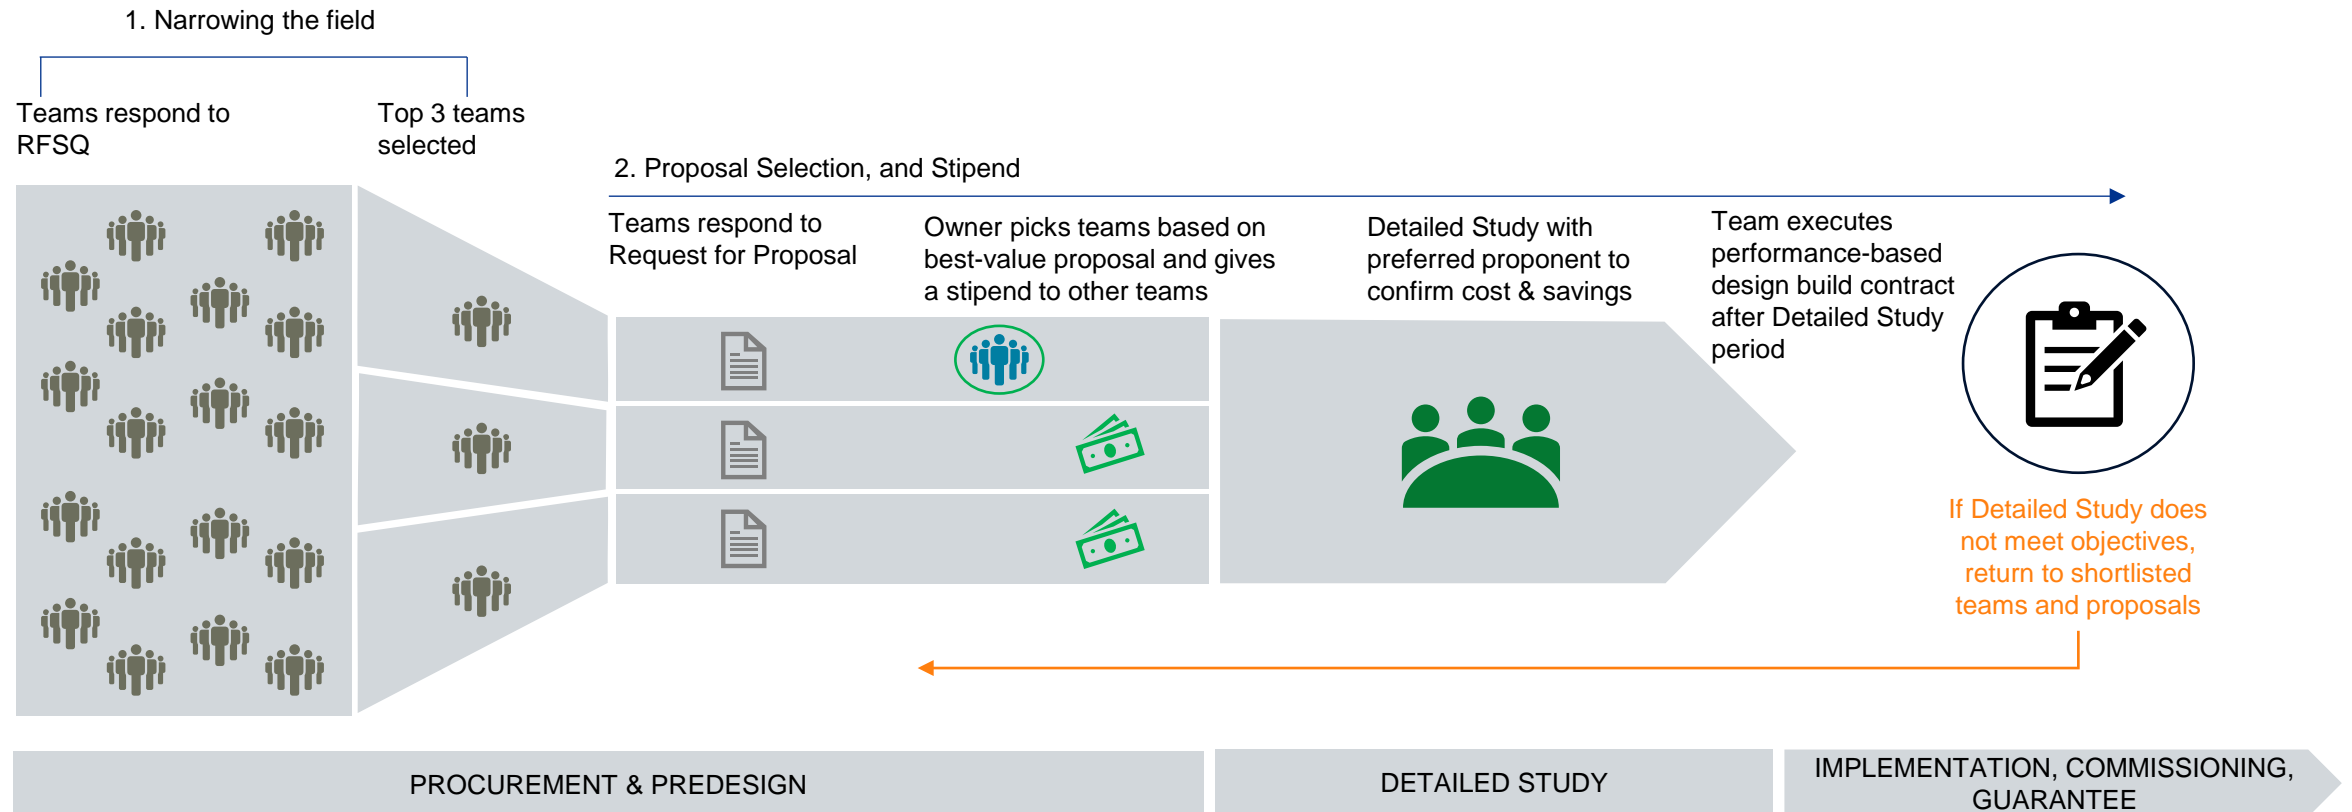 1. Narrowing the field
Teams respond to
RFSQ
Top 3 teams
selected
2. Proposal Selection, and Stipend
Teams respond to
Request for Proposal
Owner picks teams based on
best-value proposal and gives
a stipend to other teams
Detailed Study with
preferred proponent to
confirm cost & savings
Team executes
performance-based
design build contract
after Detailed Study
period
If Detailed Study does
not meet objectives,
return to shortlisted
teams and proposals
PROCUREMENT & PREDESIGN
DETAILED STUDY
IMPLEMENTATION, COMMISSIONING,
GUARANTEE